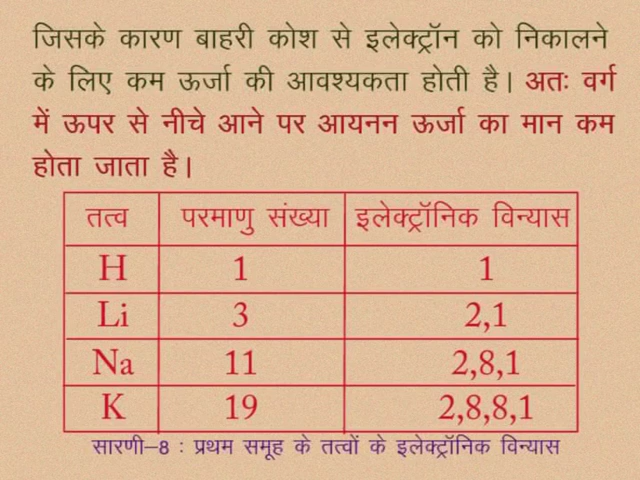 जिसके कारण बाहरी कोश से इलेक्ट्रॉन को निकालने
के लिए कम ऊर्जा की आवश्यकता होती है। अतः वर्ग
में ऊपर से नीचे आने पर आयनन ऊर्जा का मान कम
होता जाता है।
तत्व परमाणु संख्या इलेक्ट्रॉनिक विन्यास
H 1 1
Li 3 2,1
Na 11 2,8,1
K 19 2,8,8,1
सारणी–8 : प्रथम समूह के तत्वों के इलेक्ट्रॉनिक विन्यास